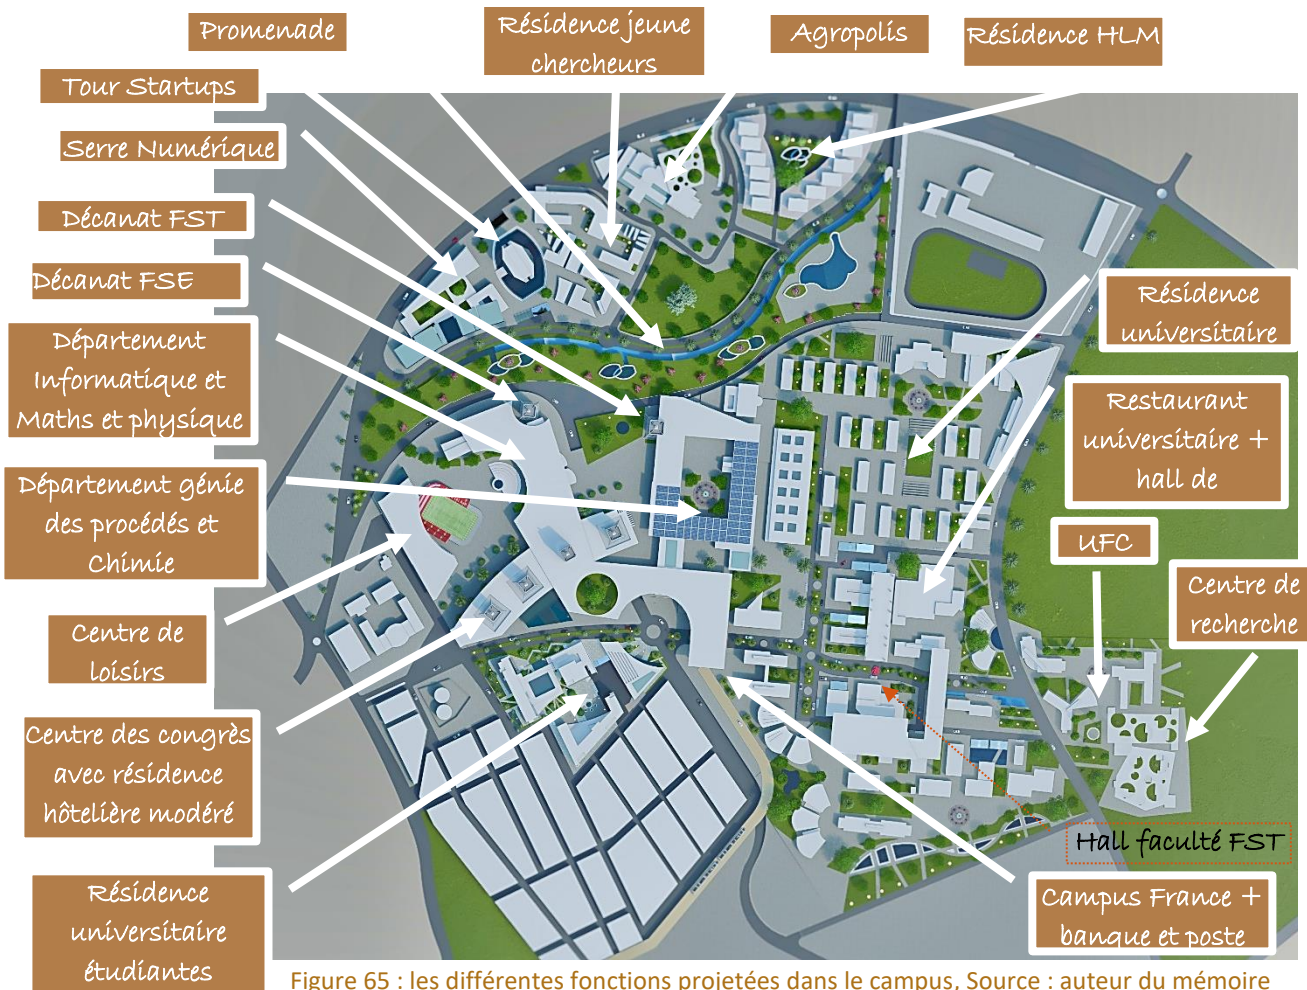 Promenade
Résidence jeune
chercheurs
Agropolis
Résidence HLM
Tour Startups
Serre Numérique
Décanat FST
Décanat FSE
Département
Informatique et
Maths et physique
Département génie
des procédés et
Chimie
Centre de
loisirs
Centre des congrès
avec résidence
hôtelière modéré
Résidence
universitaire
étudiantes
Résidence
universitaire
Restaurant
universitaire +
hall de
UFC
Centre de
recherche
Hall faculté FST
Campus France +
banque et poste
Figure 65 : les différentes fonctions projetées dans le campus, Source : auteur du mémoire